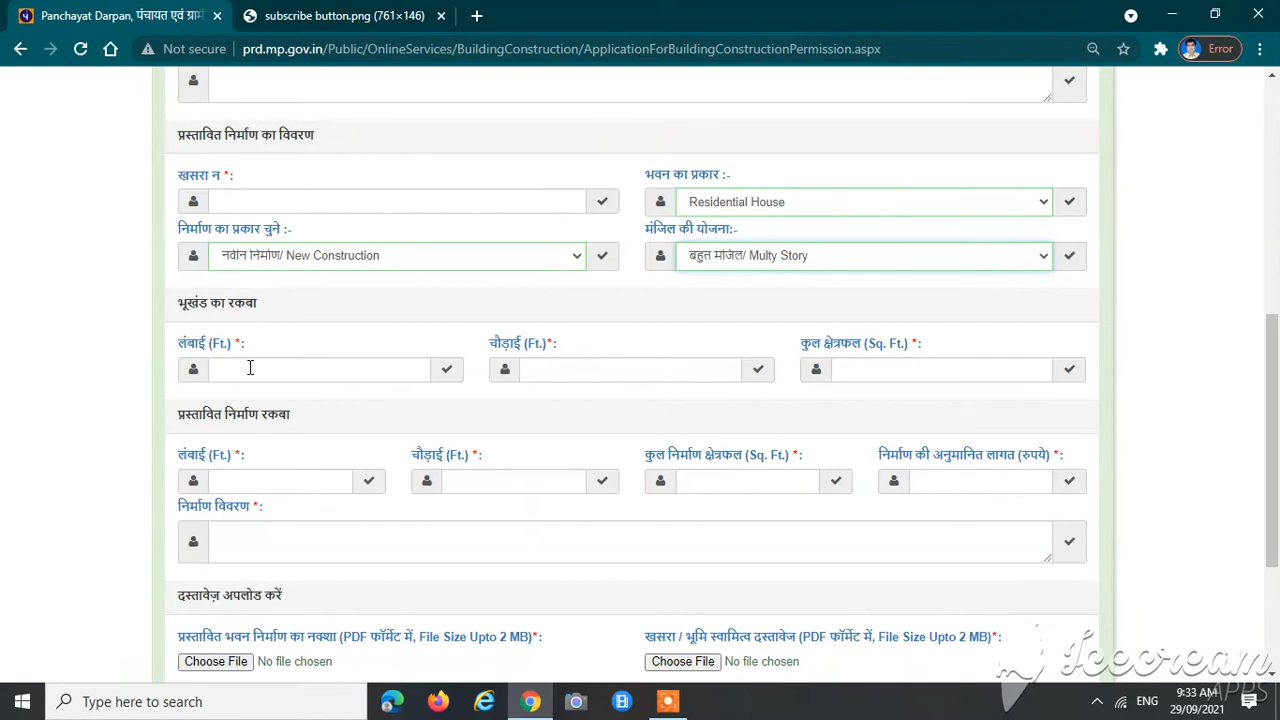 Panchayat Darpan, पंचायत एवं ग्रामी
subscribe button.png (761×146)
Not secure
prd.mp.gov.in/Public/OnlineServices/BuildingConstruction/ApplicationForBuildingConstructionPermission.aspx
Error
प्रस्तावित निर्माण का विवरण
खसरा न *:
भवन का प्रकार :-
Residential House
निर्माण का प्रकार चुने :-
मंजिल की योजना:-
नवीन निर्माण/ New Construction
बहुत मंजिल/ Multy Story
भूखंड का रकबा
लंबाई (Ft.) *:
चौड़ाई (Ft.)*:
कुल क्षेत्रफल (Sq. Ft.) *:
प्रस्तावित निर्माण रकबा
लंबाई (Ft.) *:
चौड़ाई (Ft.) *:
कुल निर्माण क्षेत्रफल (Sq. Ft.) *:
निर्माण की अनुमानित लागत (रुपये) *:
निर्माण विवरण *:
दस्तावेज़ अपलोड करें
प्रस्तावित भवन निर्माण का नक्शा (PDF फॉर्मेट में, File Size Upto 2 MB)*:
खसरा / भूमि स्वामित्व दस्तावेज (PDF फॉर्मेट में, File Size Upto 2 MB)*:
Choose File No file chosen
Choose File No file chosen
Icecream
APPS
Type here to search
ENG
9:33 AM
29/09/2021